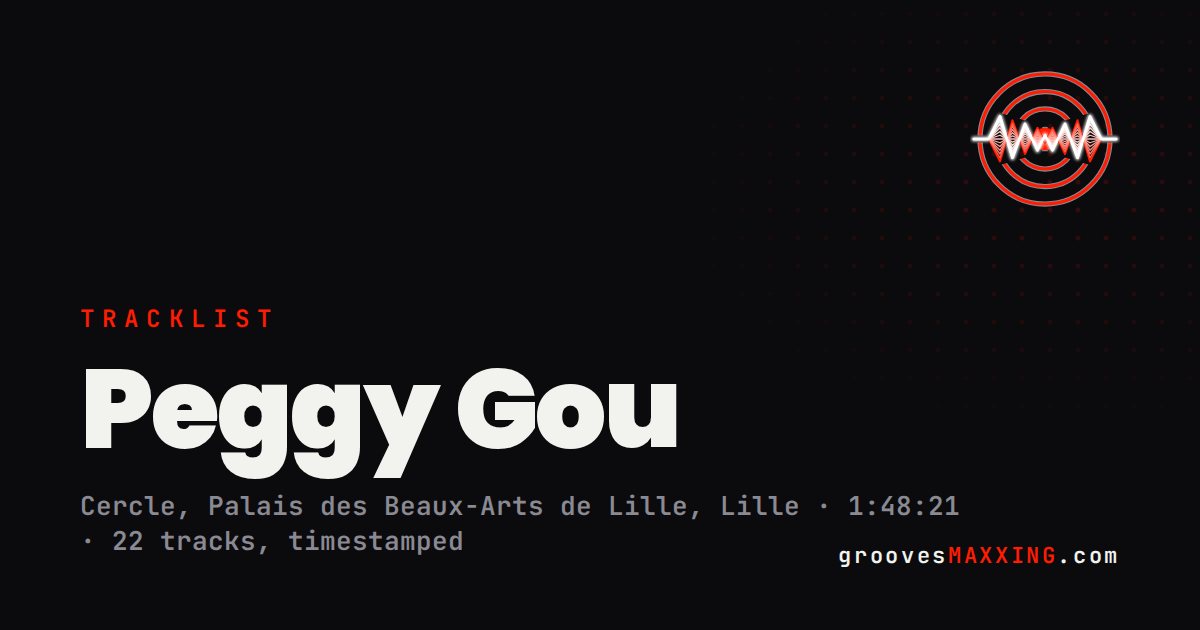 TRACKLIST
Peggy Gou
Cercle, Palais des Beaux-Arts de Lille, Lille · 1:48:21
· 22 tracks, timestamped
groovesMAXXING.com